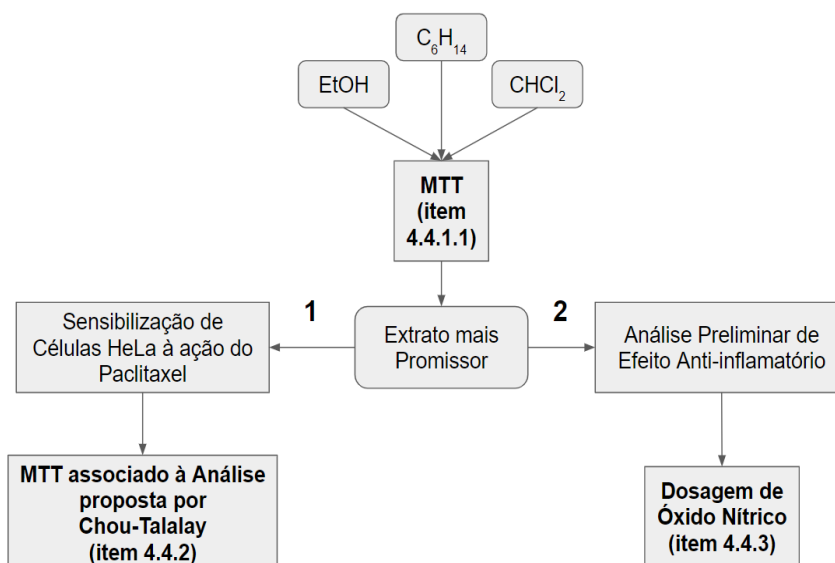 C₆H₁₄
EtOH
CHCl₂
MTT
(item
4.4.1.1)
1
2
Sensibilização de
Células HeLa à ação do
Paclitaxel
Extrato mais
Promissor
Análise Preliminar de
Efeito Anti-inflamatório
MTT associado à Análise
proposta por
Chou-Talalay
(item 4.4.2)
Dosagem de
Óxido Nítrico
(item 4.4.3)